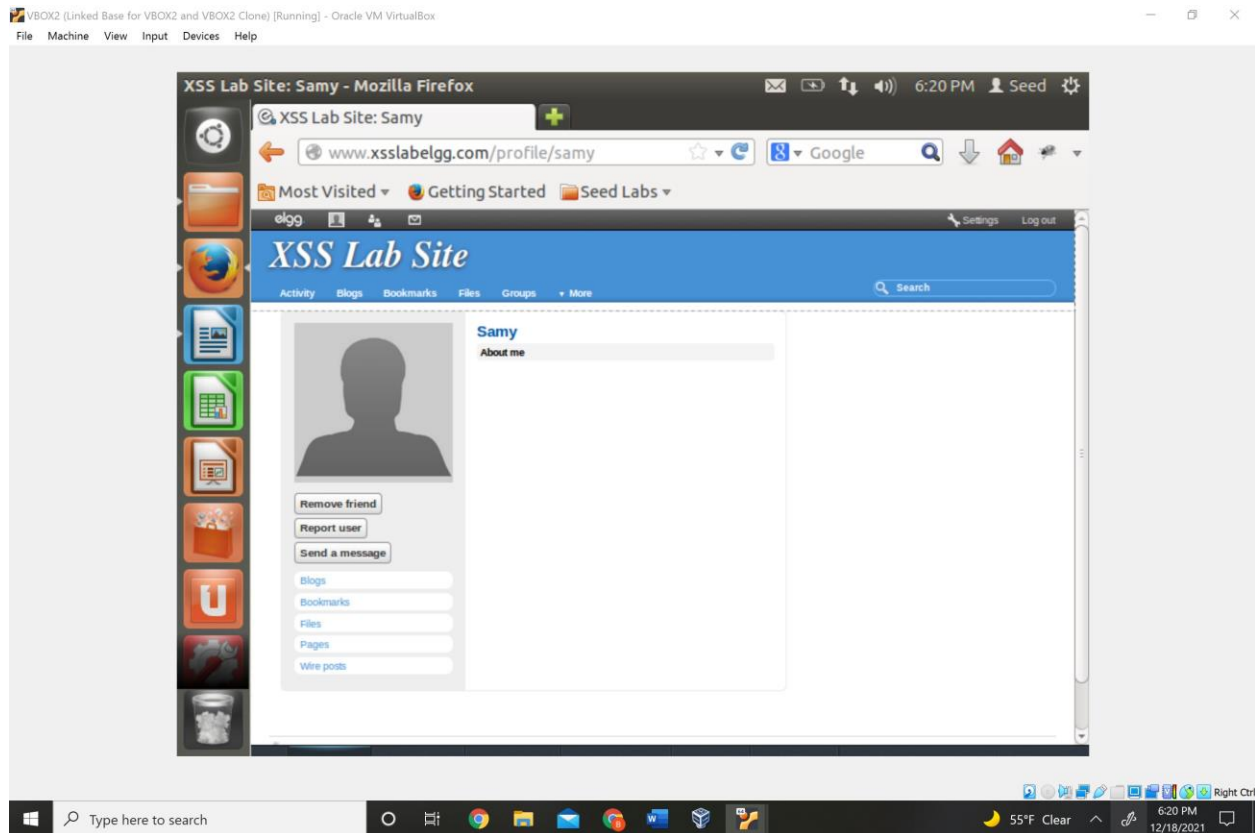 VBOX2 (Linked Base for VBOX2 and VBOX2 Clone) [Running] - Oracle VM VirtualBox
File Machine View Input Devices Help
XSS Lab Site: Samy - Mozilla Firefox 6:20 PM Seed
XSS Lab Site: Samy
www.xsslabelgg.com/profile/samy Google
Most Visited Getting Started Seed Labs
elgg Settings Log out
XSS Lab Site
Activity Blogs Bookmarks Files Groups More Search
Samy
About me
Remove friend
Report user
Send a message
Blogs
Bookmarks
Files
Pages
Wire posts
Right Ctrl
Type here to search 55°F Clear 6:20 PM
12/18/2021